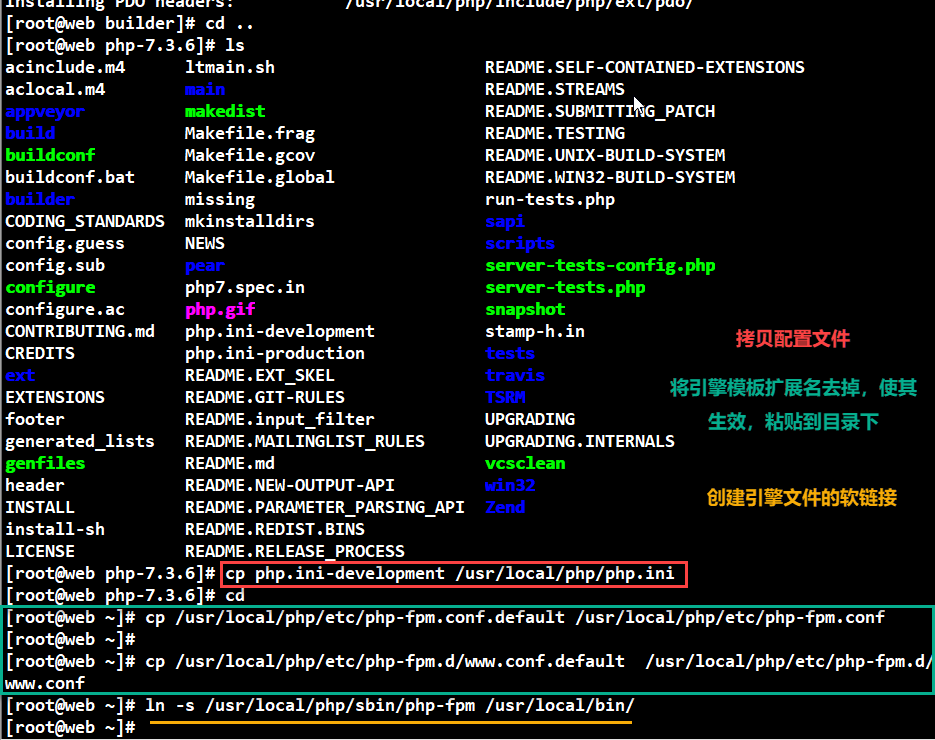 Installing PDO headers:           /usr/local/php/include/php/ext/pdo/
[root@web builder]# cd ..
[root@web php-7.3.6]# ls
acinclude.m4      ltmain.sh                     README.SELF-CONTAINED-EXTENSIONS
aclocal.m4        main                          README.STREAMS
appveyor          makedist                      README.SUBMITTING_PATCH
build             Makefile.frag                 README.TESTING
buildconf         Makefile.gcov                 README.UNIX-BUILD-SYSTEM
buildconf.bat     Makefile.global               README.WIN32-BUILD-SYSTEM
builder           missing                       run-tests.php
CODING_STANDARDS  mkinstalldirs                 sapi
config.guess      NEWS                          scripts
config.sub        pear                          server-tests-config.php
configure         php7.spec.in                  server-tests.php
configure.ac      php.gif                       snapshot
CONTRIBUTING.md   php.ini-development           stamp-h.in
CREDITS           php.ini-production            tests
ext               README.EXT_SKEL               travis
EXTENSIONS        README.GIT-RULES              TSRM
footer            README.input_filter           UPGRADING
generated_lists   README.MAILINGLIST_RULES      UPGRADING.INTERNALS
genfiles          README.md                     vcsclean
header            README.NEW-OUTPUT-API         win32
INSTALL           README.PARAMETER_PARSING_API  Zend
install-sh        README.REDIST.BINS
LICENSE           README.RELEASE_PROCESS
拷贝配置文件
将引擎模板扩展名去掉，使其
生效，粘贴到目录下
创建引擎文件的软链接
[root@web php-7.3.6]# cp php.ini-development /usr/local/php/php.ini
[root@web php-7.3.6]# cd
[root@web ~]# cp /usr/local/php/etc/php-fpm.conf.default /usr/local/php/etc/php-fpm.conf
[root@web ~]#
[root@web ~]# cp /usr/local/php/etc/php-fpm.d/www.conf.default  /usr/local/php/etc/php-fpm.d/
www.conf
[root@web ~]# ln -s /usr/local/php/sbin/php-fpm /usr/local/bin/
[root@web ~]#